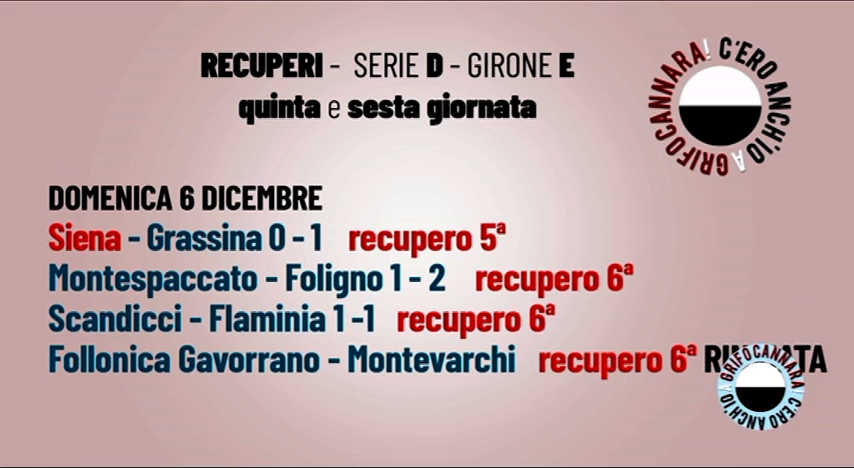 RECUPERI - SERIE D - GIRONE E
quinta e sesta giornata
C'ERO ANCH'IO A GRIFOCANNARA!
DOMENICA 6 DICEMBRE
Siena - Grassina 0 - 1 recupero 5ª
Montespaccato - Foligno 1 - 2 recupero 6ª
Scandicci - Flaminia 1 -1 recupero 6ª
Follonica Gavorrano - Montevarchi recupero 6ª
C'ERO ANCH'IO A GRIFOCANNARA!